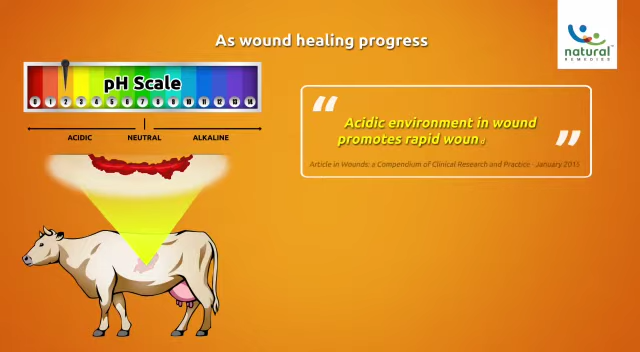 As wound healing progress
natural
REMEDIES
pH Scale
0 1 2 3 4 5 6 7 8 9 10 11 12 13 14
ACIDIC NEUTRAL ALKALINE
“ Acidic environment in wound
promotes rapid woun d ”
Article in Wounds: a Compendium of Clinical Research and Practice - January 2015